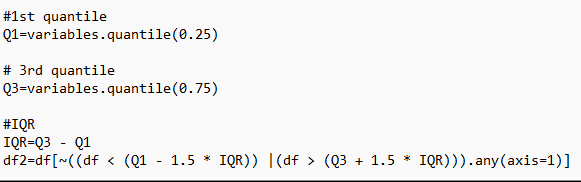 #1st quantile
Q1=variables.quantile(0.25)
# 3rd quantile
Q3=variables.quantile(0.75)
#IQR
IQR=Q3 - Q1
df2=df[~((df < (Q1 - 1.5 * IQR)) |(df > (Q3 + 1.5 * IQR))).any(axis=1)]